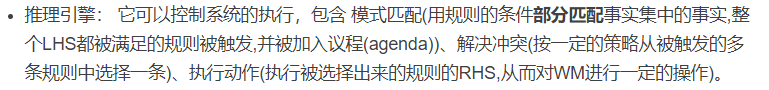 • 推理引擎： 它可以控制系统的执行，包含 模式匹配(用规则的条件部分匹配事实集中的事实,整
个LHS都被满足的规则被触发,并被加入议程(agenda))、解决冲突(按一定的策略从被触发的多
条规则中选择一条)、执行动作(执行被选择出来的规则的RHS,从而对WM进行一定的操作)。